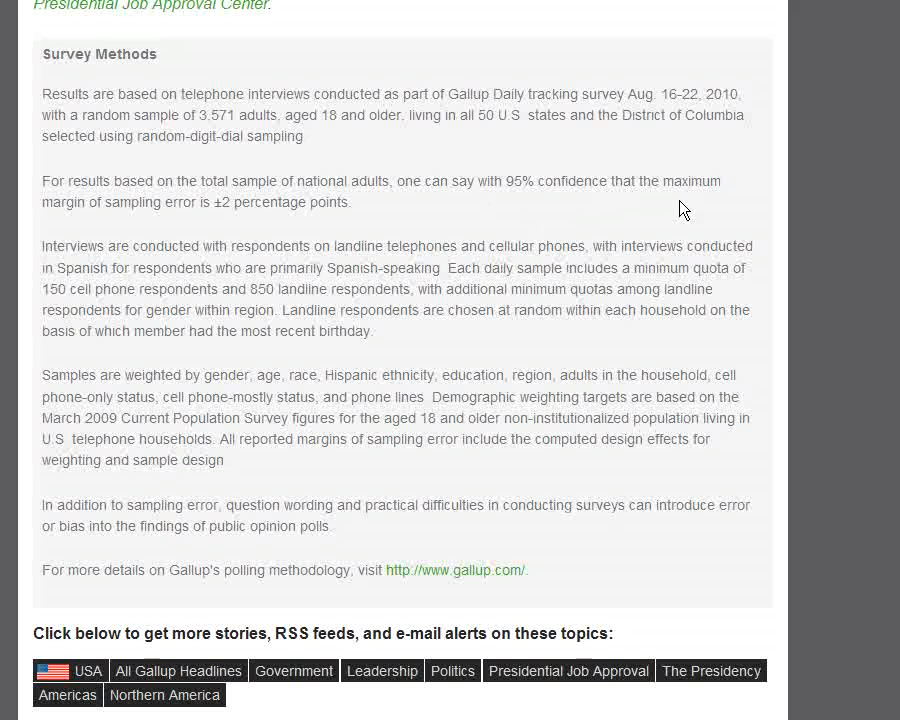 Presidential Job Approval Center.
Survey Methods
Results are based on telephone interviews conducted as part of Gallup Daily tracking survey Aug. 16-22, 2010,
with a random sample of 3,571 adults, aged 18 and older, living in all 50 U.S. states and the District of Columbia
selected using random-digit-dial sampling.
For results based on the total sample of national adults, one can say with 95% confidence that the maximum
margin of sampling error is ±2 percentage points.
Interviews are conducted with respondents on landline telephones and cellular phones, with interviews conducted
in Spanish for respondents who are primarily Spanish-speaking. Each daily sample includes a minimum quota of
150 cell phone respondents and 850 landline respondents, with additional minimum quotas among landline
respondents for gender within region. Landline respondents are chosen at random within each household on the
basis of which member had the most recent birthday.
Samples are weighted by gender, age, race, Hispanic ethnicity, education, region, adults in the household, cell
phone-only status, cell phone-mostly status, and phone lines. Demographic weighting targets are based on the
March 2009 Current Population Survey figures for the aged 18 and older non-institutionalized population living in
U.S. telephone households. All reported margins of sampling error include the computed design effects for
weighting and sample design.
In addition to sampling error, question wording and practical difficulties in conducting surveys can introduce error
or bias into the findings of public opinion polls.
For more details on Gallup's polling methodology, visit http://www.gallup.com/.
Click below to get more stories, RSS feeds, and e-mail alerts on these topics:
USA All Gallup Headlines Government Leadership Politics Presidential Job Approval The Presidency
Americas Northern America